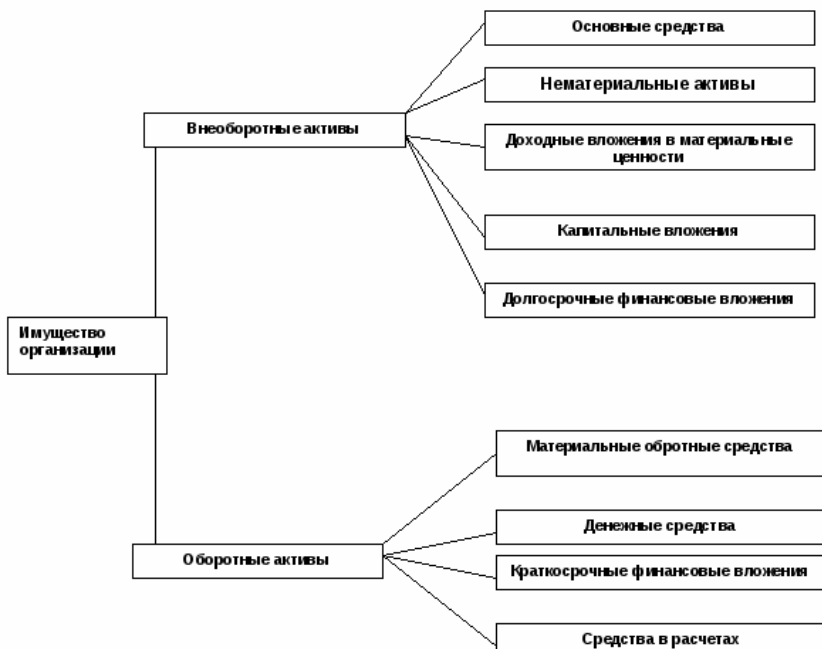 Основные средства
Нематериальные активы
Внеоборотные активы
Доходные вложения в материальные
ценности
Капитальные вложения
Долгосрочные финансовые вложения
Имущество
организации
Материальные обротные средства
Денежные средства
Оборотные активы
Краткосрочные финансовые вложения
Средства в расчетах